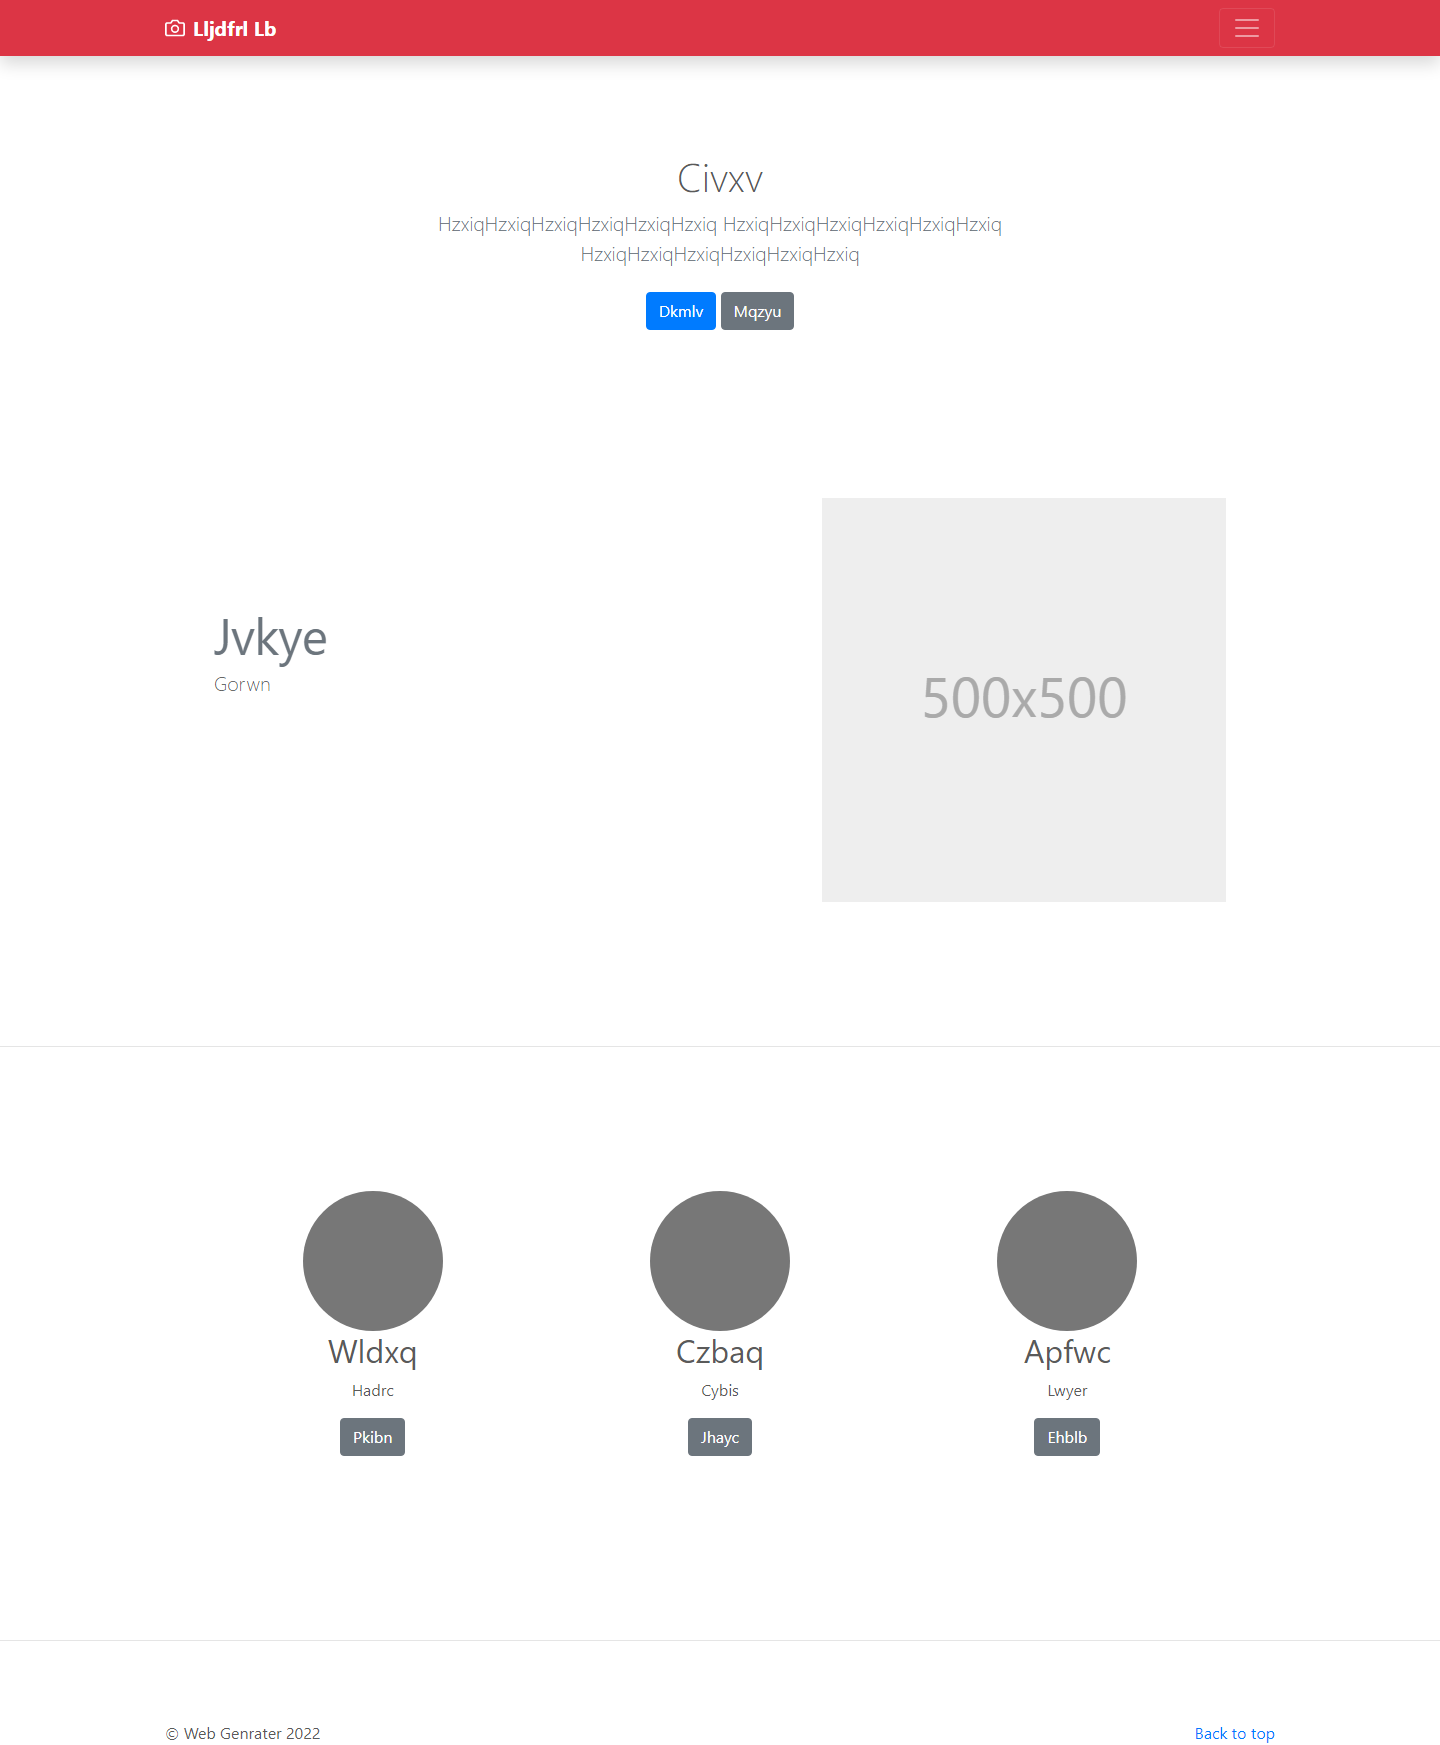 Lljdfrl Lb
Civxv
HzxiqHzxiqHzxiqHzxiqHzxiqHzxiq HzxiqHzxiqHzxiqHzxiqHzxiqHzxiq
HzxiqHzxiqHzxiqHzxiqHzxiqHzxiq
Dkmlv Mqzyu
Jvkye
Gorwn
500x500
Wldxq Czbaq Apfwc
Hadrc Cybis Lwyer
Pkibn Jhayc Ehblb
© Web Genrater 2022 Back to top